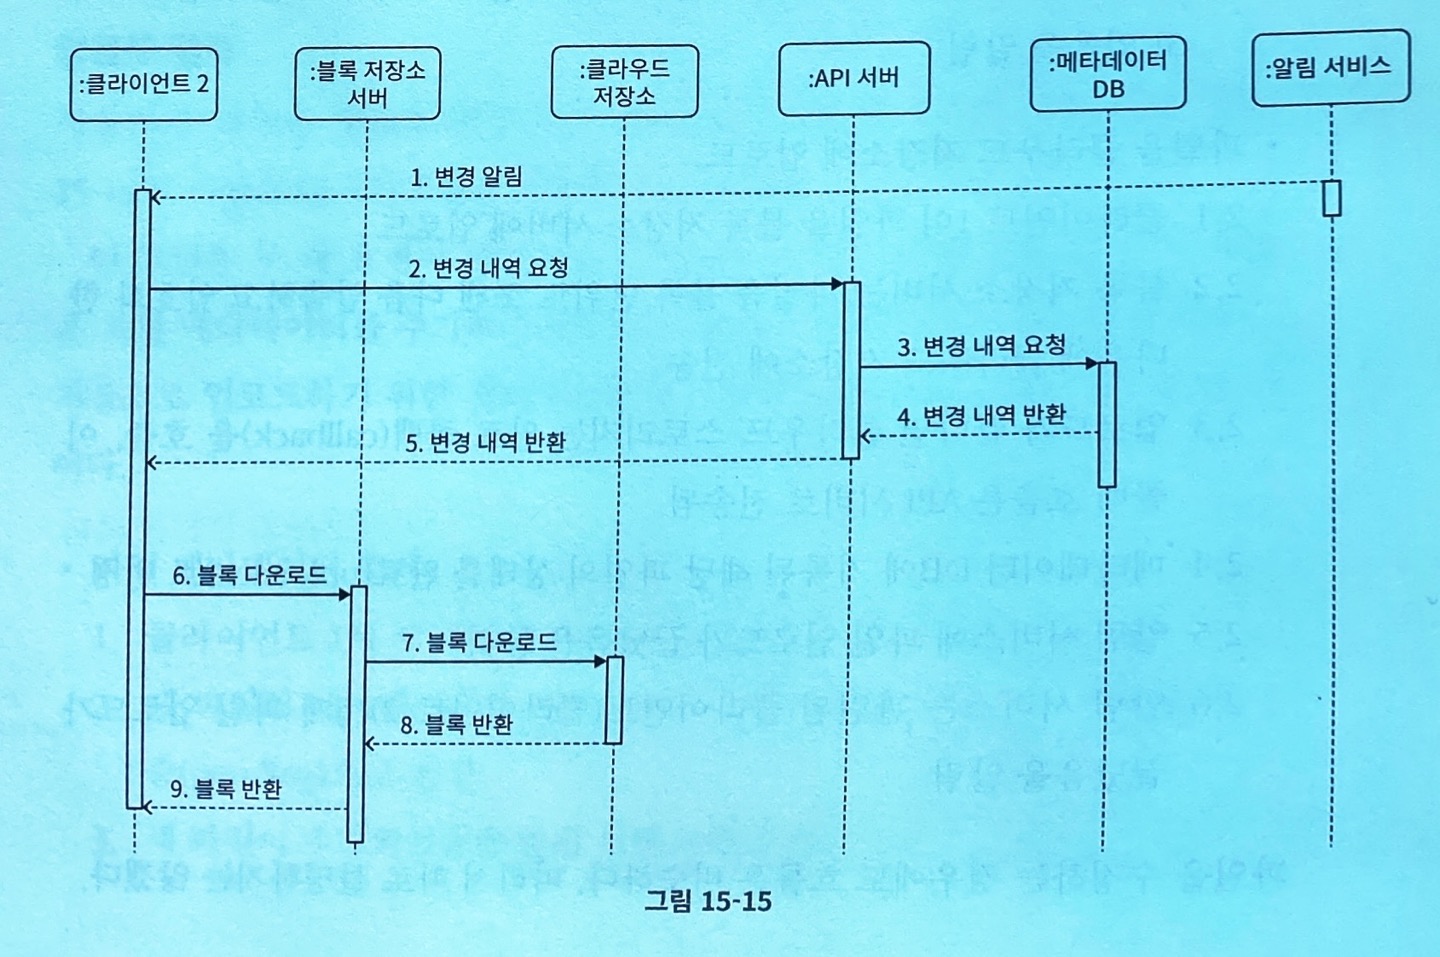 :클라이언트 2
:블록 저장소
서버
:클라우드
저장소
:API 서버
:메타데이터
DB
:알림 서비스
1. 변경 알림
2. 변경 내역 요청
3. 변경 내역 요청
4. 변경 내역 반환
5. 변경 내역 반환
6. 블록 다운로드
7. 블록 다운로드
8. 블록 반환
9. 블록 반환
그림 15-15